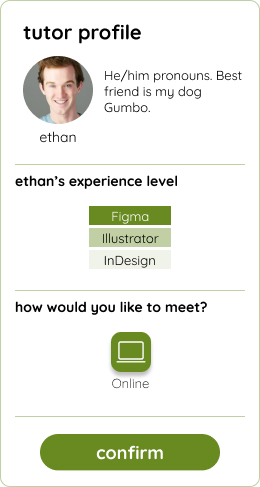 tutor profile
He/him pronouns. Best
friend is my dog
Gumbo.
ethan
ethan's experience level
Figma
Illustrator
InDesign
how would you like to meet?
Online
confirm